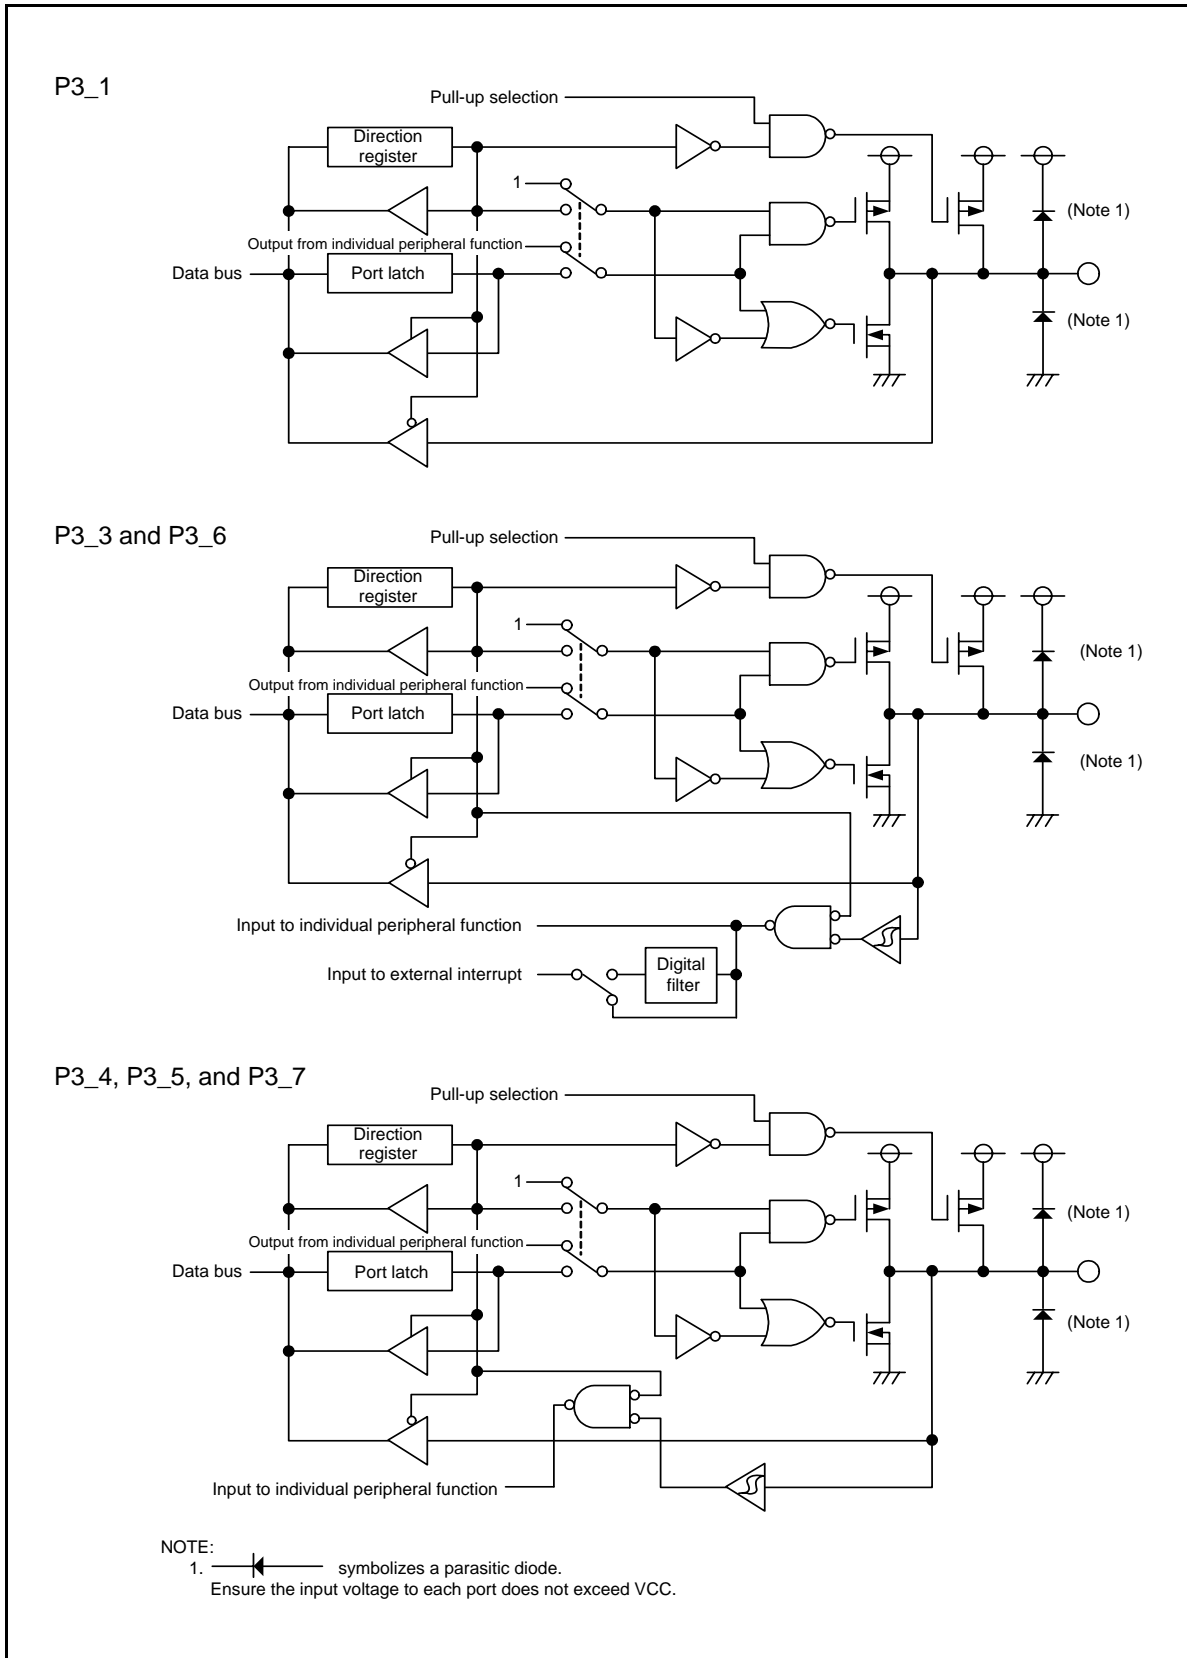 P3_1
Pull-up selection
Direction
register
1
(Note 1)
Output from individual peripheral function
Data bus
Port latch
(Note 1)
P3_3 and P3_6
Pull-up selection
Direction
register
1
(Note 1)
Output from individual peripheral function
Data bus
Port latch
(Note 1)
Input to individual peripheral function
Input to external interrupt
Digital
filter
P3_4, P3_5, and P3_7
Pull-up selection
Direction
register
1
(Note 1)
Output from individual peripheral function
Data bus
Port latch
(Note 1)
Input to individual peripheral function
NOTE:
1. symbolizes a parasitic diode.
Ensure the input voltage to each port does not exceed VCC.